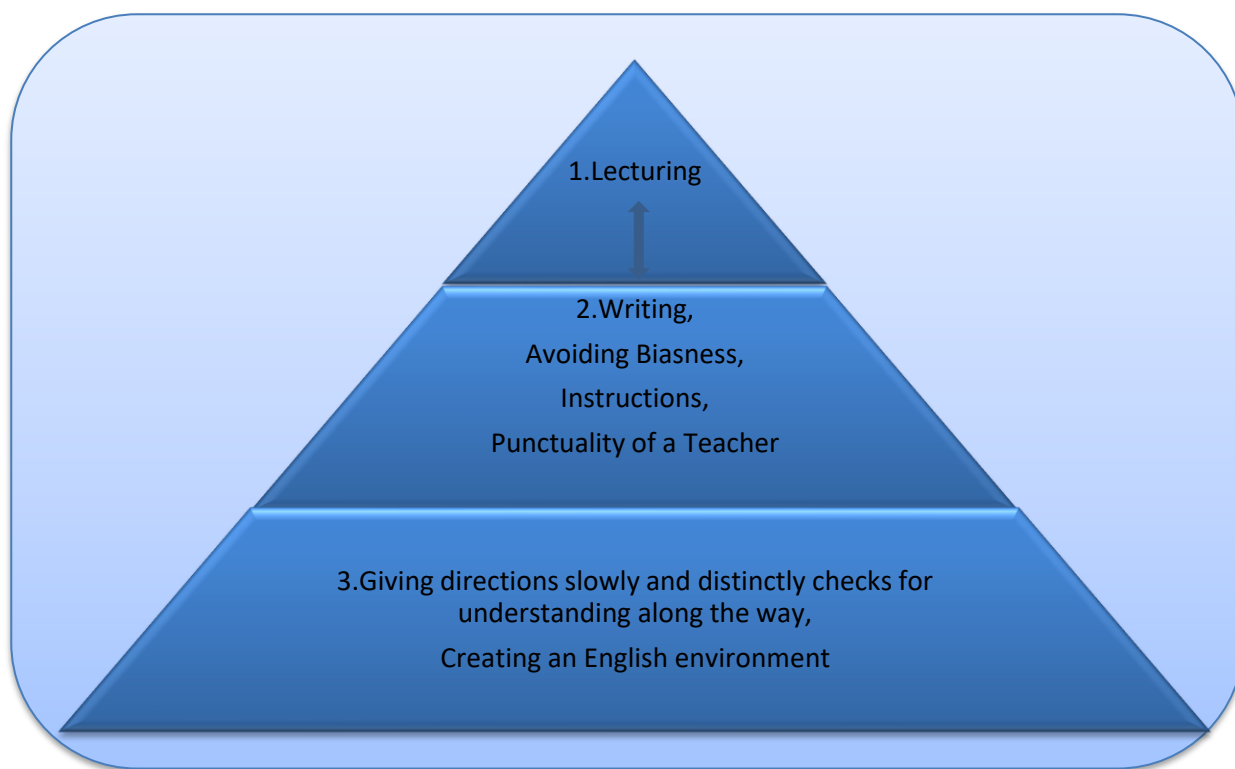 1.Lecturing
2.Writing,
Avoiding Biasness,
Instructions,
Punctuality of a Teacher
3.Giving directions slowly and distinctly checks for
understanding along the way,
Creating an English environment